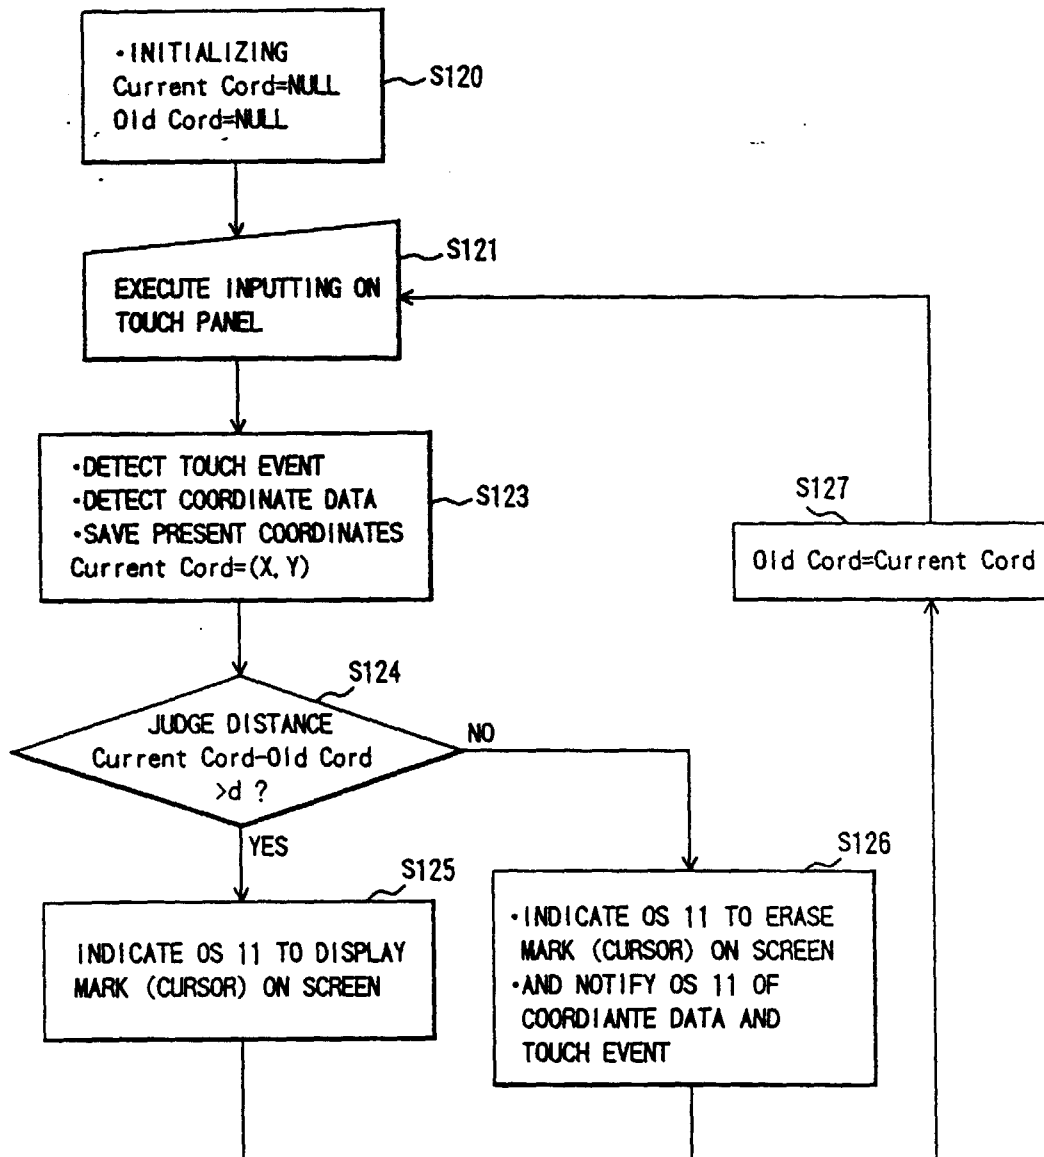 ·INITIALIZING
Current Cord=NULL
Old Cord=NULL
S120
S121
EXECUTE INPUTTING ON
TOUCH PANEL
·DETECT TOUCH EVENT
·DETECT COORDINATE DATA
·SAVE PRESENT COORDINATES
Current Cord=(X,Y)
S123
S127
Old Cord=Current Cord
S124
JUDGE DISTANCE
Current Cord-Old Cord
>d ?
NO
YES
S125
INDICATE OS 11 TO DISPLAY
MARK (CURSOR) ON SCREEN
S126
·INDICATE OS 11 TO ERASE
MARK (CURSOR) ON SCREEN
·AND NOTIFY OS 11 OF
COORDIANTE DATA AND
TOUCH EVENT